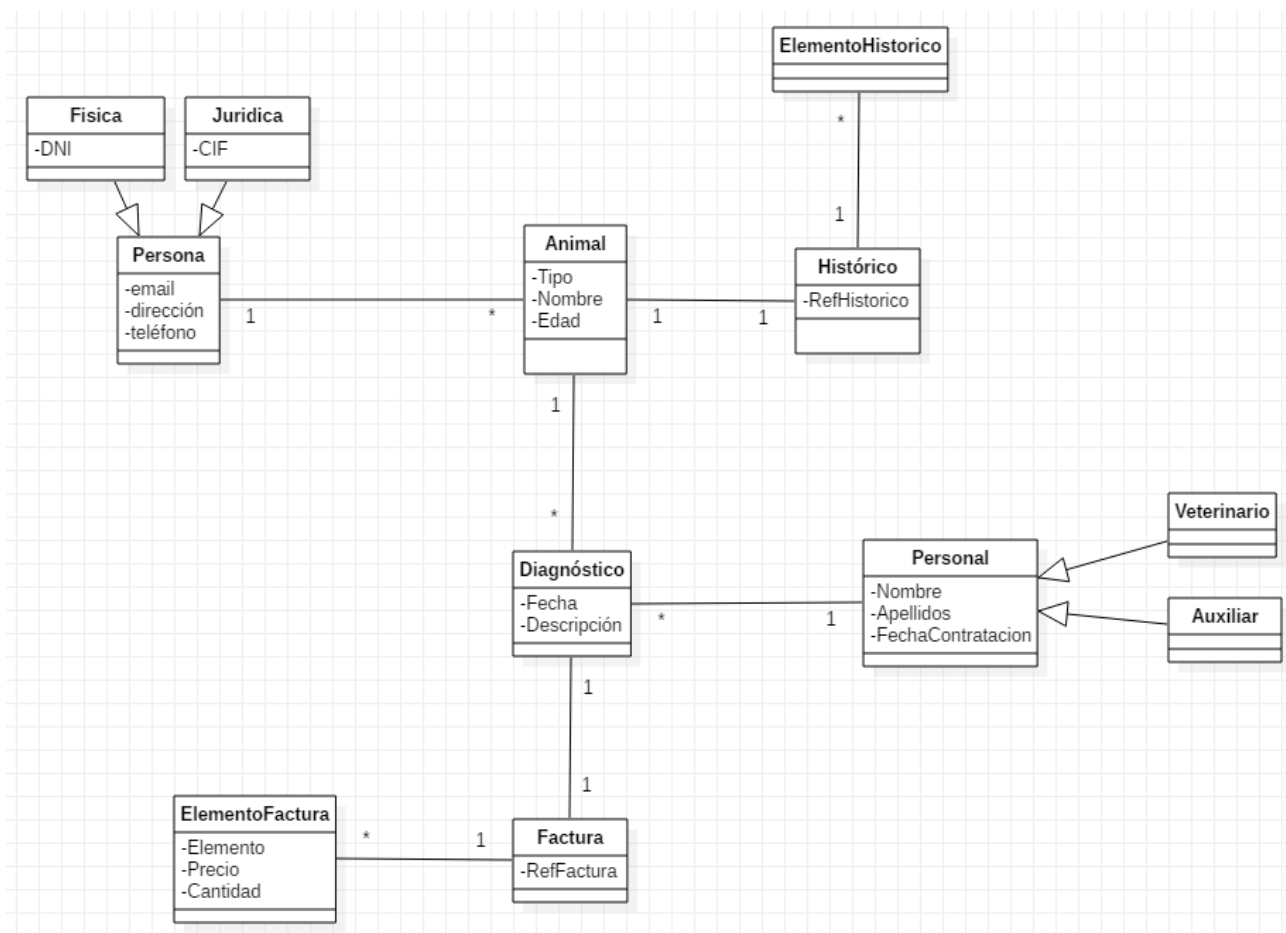 ElementoHistorico
*
1
Fisica
-DNI
Juridica
-CIF
Persona
-email
-dirección
-teléfono
1
*
Animal
-Tipo
-Nombre
-Edad
1
1
Histórico
-RefHistorico
1
*
Diagnóstico
-Fecha
-Descripción
*
1
Personal
-Nombre
-Apellidos
-FechaContratacion
Veterinario
Auxiliar
1
1
ElementoFactura
-Elemento
-Precio
-Cantidad
*
1
Factura
-RefFactura